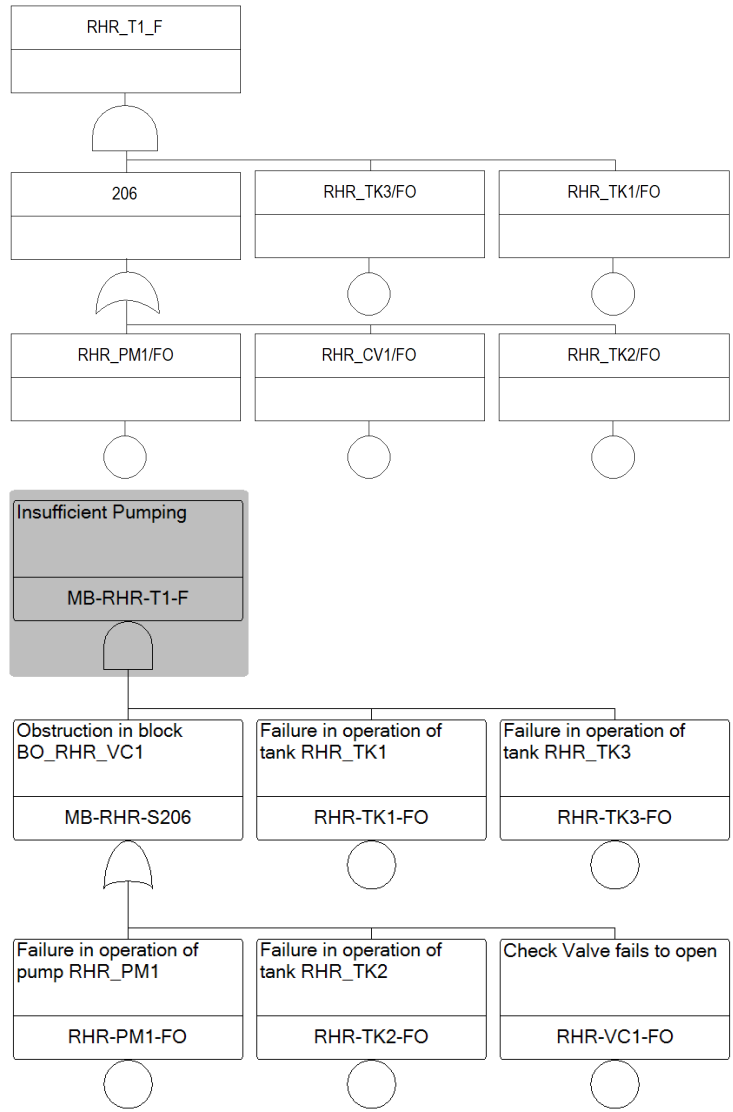 RHR_T1_F
206
RHR_TK3/FO
RHR_TK1/FO
RHR_PM1/FO
RHR_CV1/FO
RHR_TK2/FO
Insufficient Pumping
MB-RHR-T1-F
Obstruction in block
BO_RHR_VC1
MB-RHR-S206
Failure in operation of
tank RHR_TK1
RHR-TK1-FO
Failure in operation of
tank RHR_TK3
RHR-TK3-FO
Failure in operation of
pump RHR_PM1
RHR-PM1-FO
Failure in operation of
tank RHR_TK2
RHR-TK2-FO
Check Valve fails to open
RHR-VC1-FO